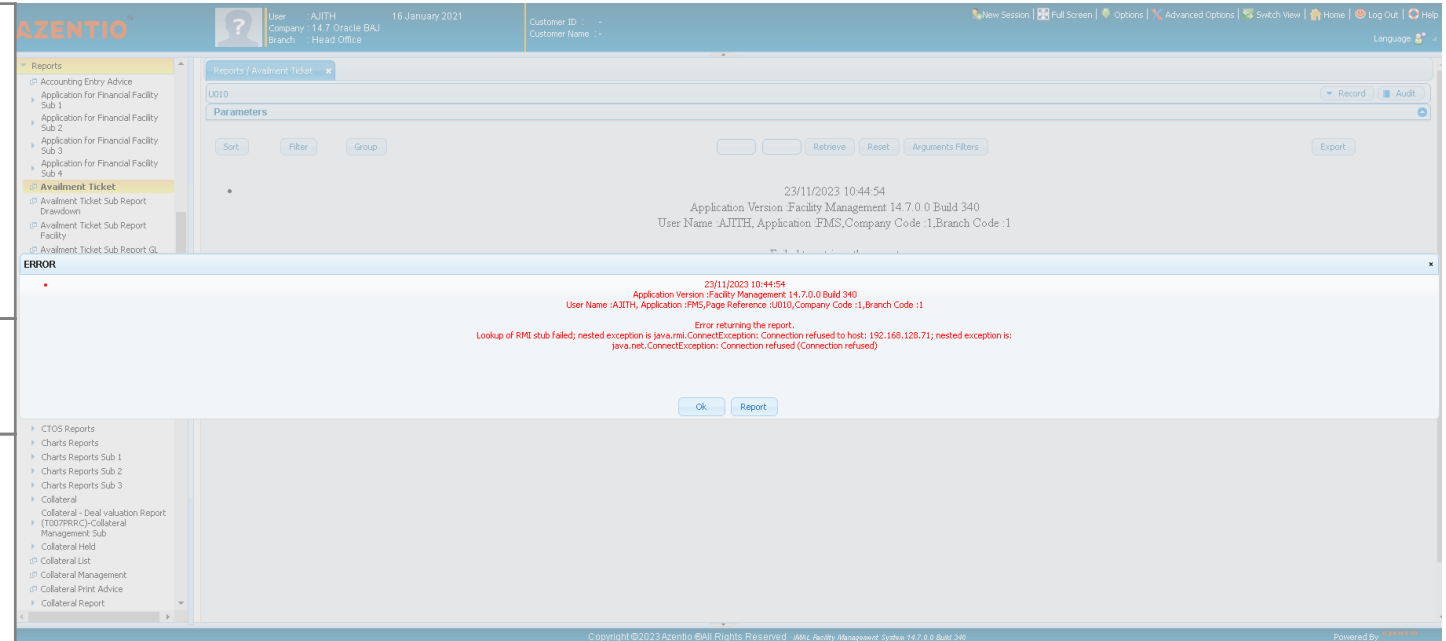 AZENTIO
User : AJITH 16 January 2021
Company : 14.7 Oracle BAJ
Branch : Head Office
Customer ID : -
Customer Name : -
New Session | Full Screen | Options | Advanced Options | Switch View | Home | Log Out | Help
Language
Reports
Accounting Entry Advice
Application for Financial Facility
Sub 1
Application for Financial Facility
Sub 2
Application for Financial Facility
Sub 3
Application for Financial Facility
Sub 4
Availment Ticket
Availment Ticket Sub Report
Drawdown
Availment Ticket Sub Report
Facility
Availment Ticket Sub Report GL
Reports / Availment Ticket x
U010
Record Audit
Parameters
Sort Filter Group Retrieve Reset Arguments Filters Export
23/11/2023 10:44:54
Application Version :Facility Management 14.7.0.0 Build 340
User Name :AJITH, Application :FMS,Company Code :1,Branch Code :1
ERROR
23/11/2023 10:44:54
Application Version :Facility Management 14.7.0.0 Build 340
User Name :AJITH, Application :FMS,Page Reference :U010,Company Code :1,Branch Code :1
Error returning the report.
Lookup of RMI stub failed; nested exception is java.rmi.ConnectException: Connection refused to host: 192.168.128.71; nested exception is:
java.net.ConnectException: Connection refused (Connection refused)
Ok Report
CTOS Reports
Charts Reports
Charts Reports Sub 1
Charts Reports Sub 2
Charts Reports Sub 3
Collateral
Collateral - Deal valuation Report
(T007PRRC)-Collateral
Management Sub
Collateral Held
Collateral List
Collateral Management
Collateral Print Advice
Collateral Report
Copyright ©2023 Azentio ®All Rights Reserved iMAL Facility Management System 14.7.0.0 Build 340
Powered By